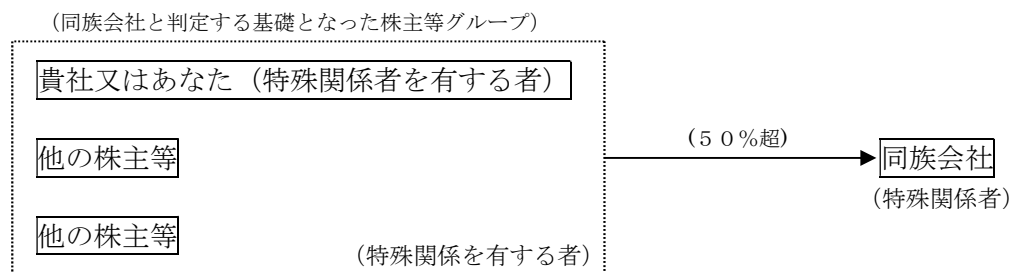 （同族会社と判定する基礎となった株主等グループ）
貴社又はあなた（特殊関係者を有する者）
他の株主等
(５０％超)
同族会社
（特殊関係者）
他の株主等
（特殊関係を有する者）